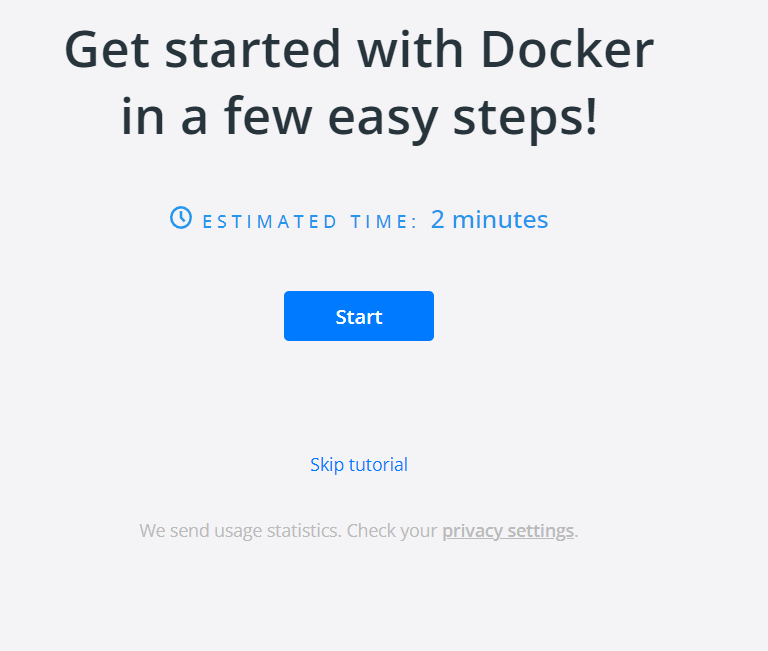 Get started with Docker
in a few easy steps!
ESTIMATED TIME: 2 minutes
Start
Skip tutorial
We send usage statistics. Check your privacy settings.